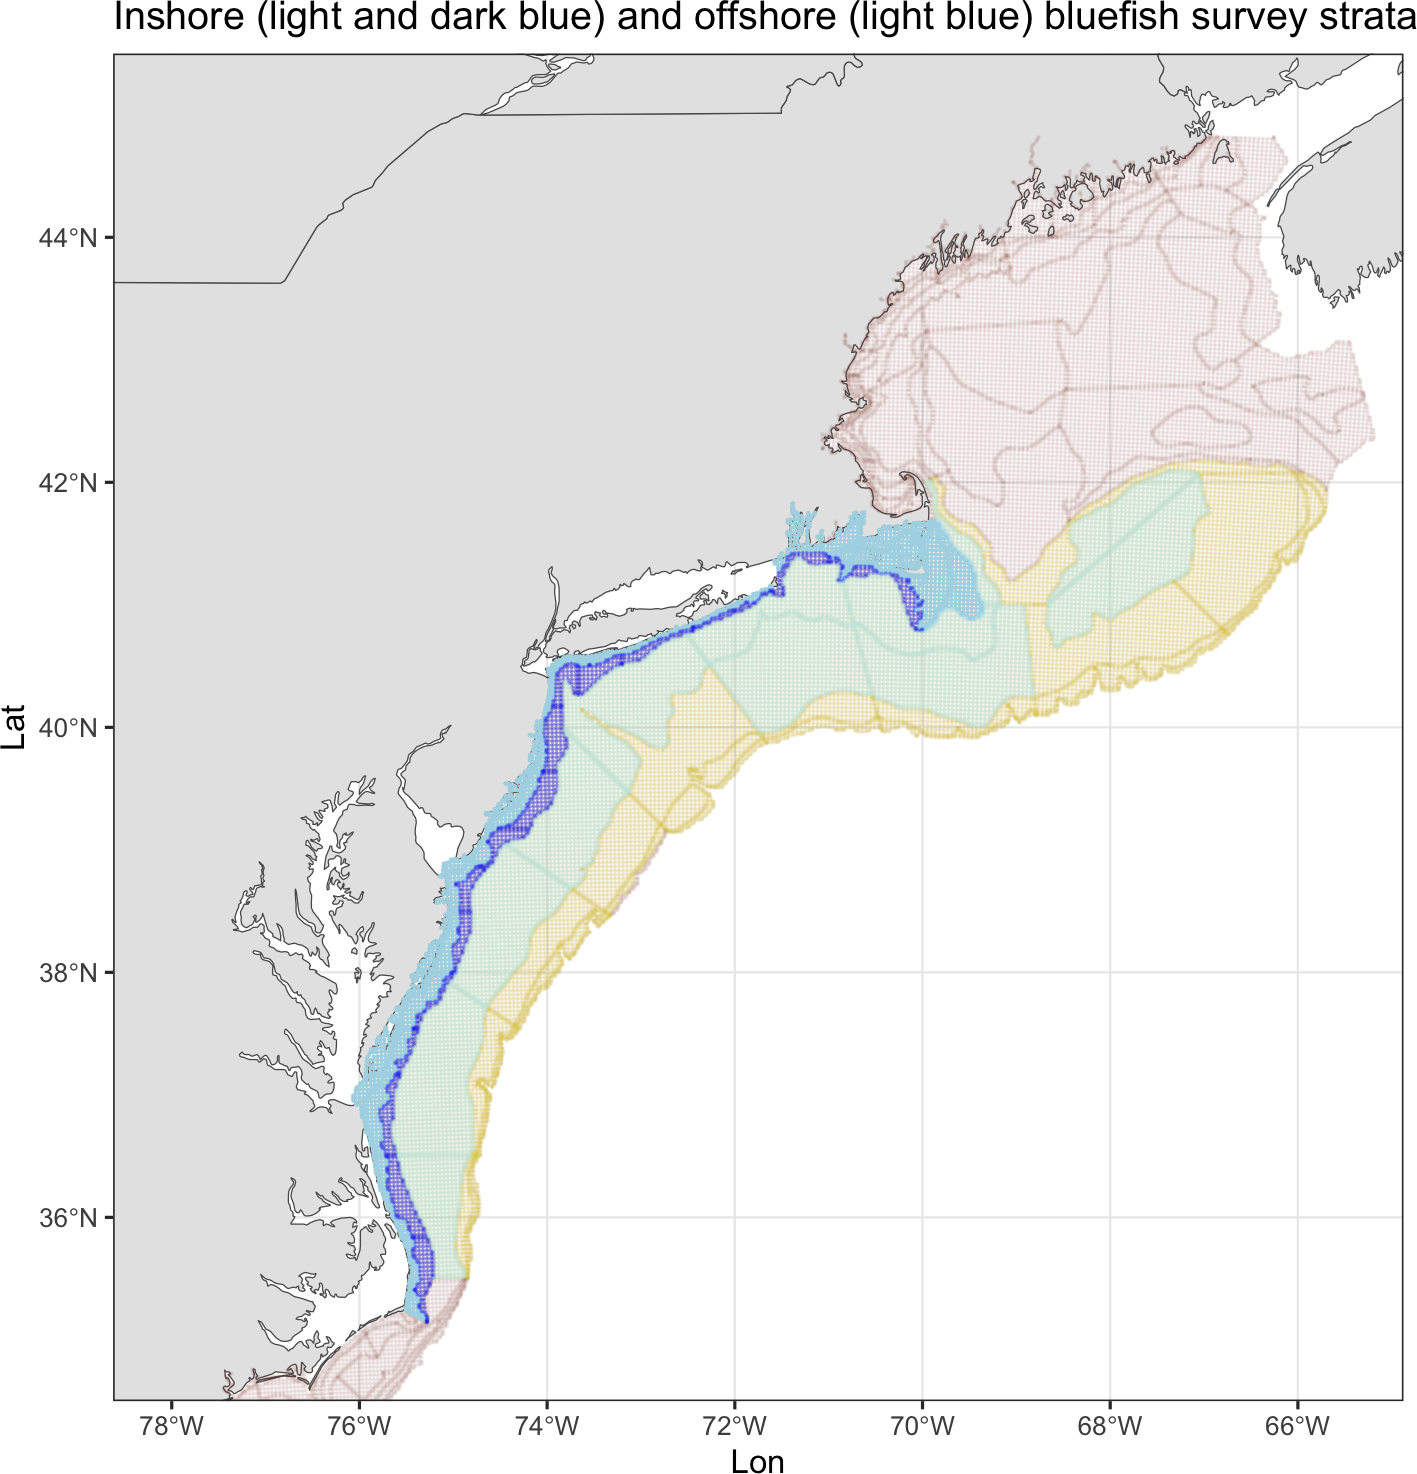 Inshore (light and dark blue) and offshore (light blue) bluefish survey strata
44°N
42°N
40°N
38°N
36°N
Lat
78°W 76°W 74°W 72°W 70°W 68°W 66°W
Lon